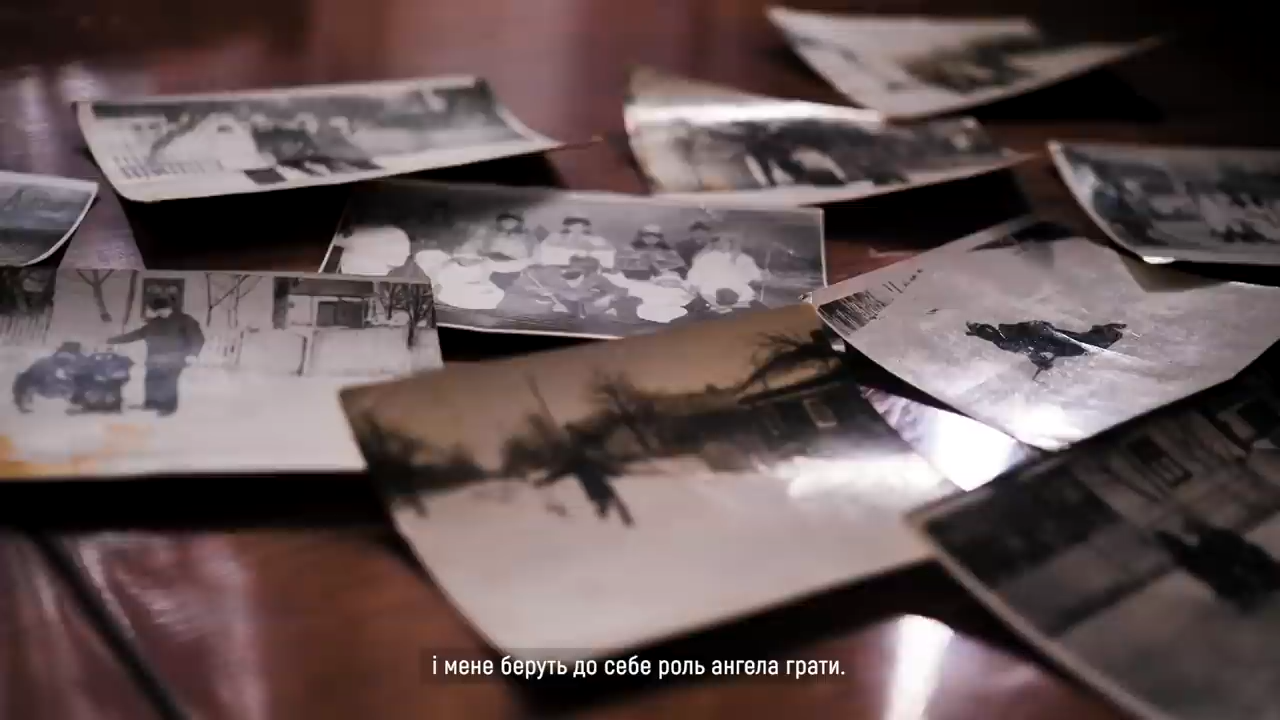 і мене беруть до себе роль ангела грати.